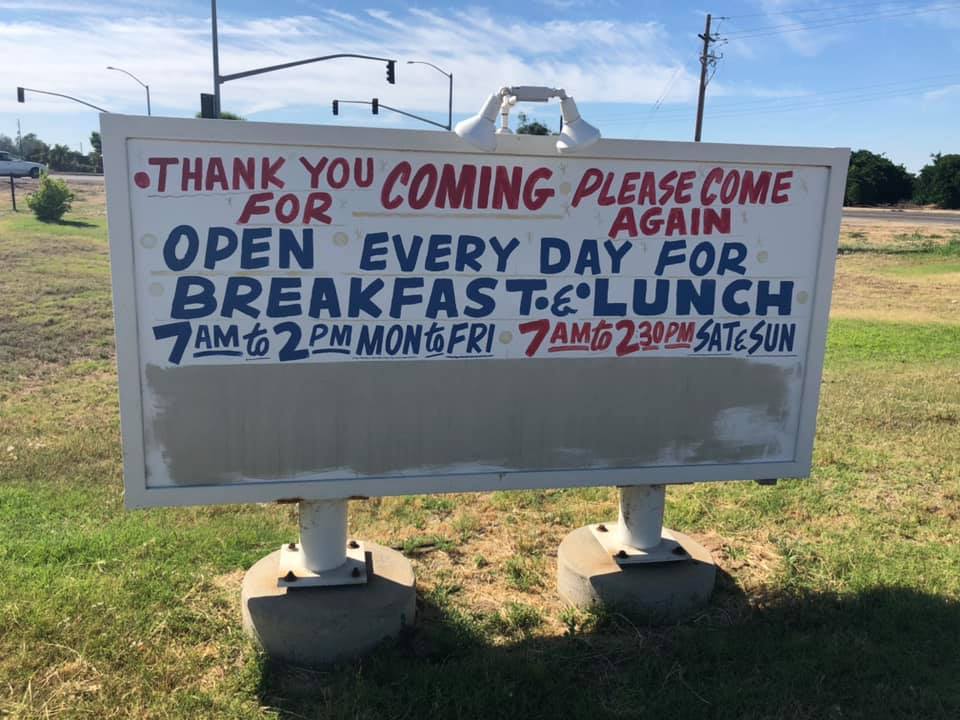 •THANK YOU COMING PLEASE COME
FOR AGAIN
OPEN EVERY DAY FOR
BREAKFAST•&•LUNCH
7AM to 2PM MON to FRI • 7AM to 230PM SAT & SUN